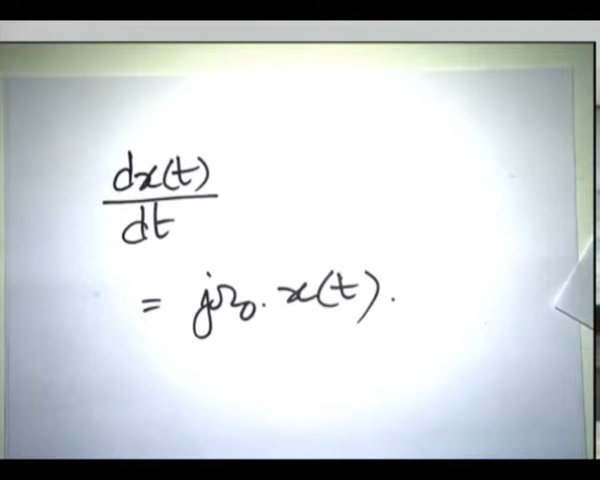 dx(t)
dt
= jΩ₀. x(t).